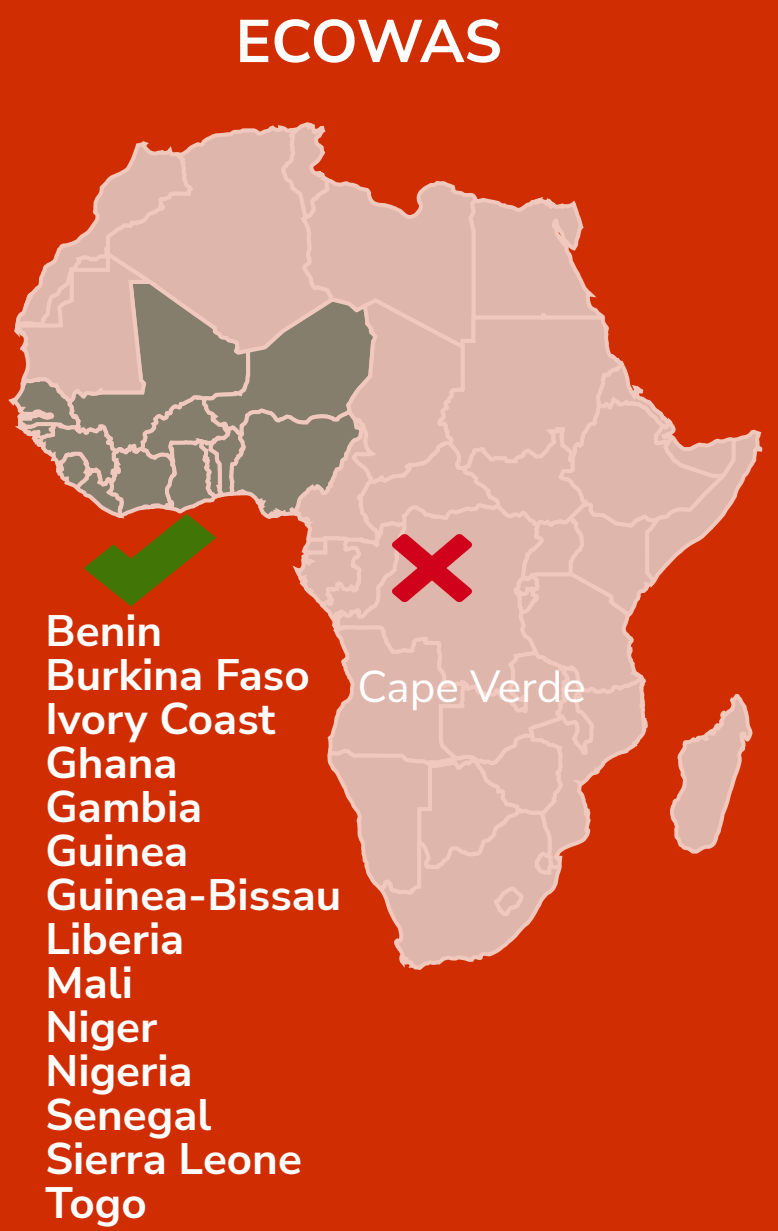 ECOWAS
Cape Verde
Benin
Burkina Faso
Ivory Coast
Ghana
Gambia
Guinea
Guinea-Bissau
Liberia
Mali
Niger
Nigeria
Senegal
Sierra Leone
Togo